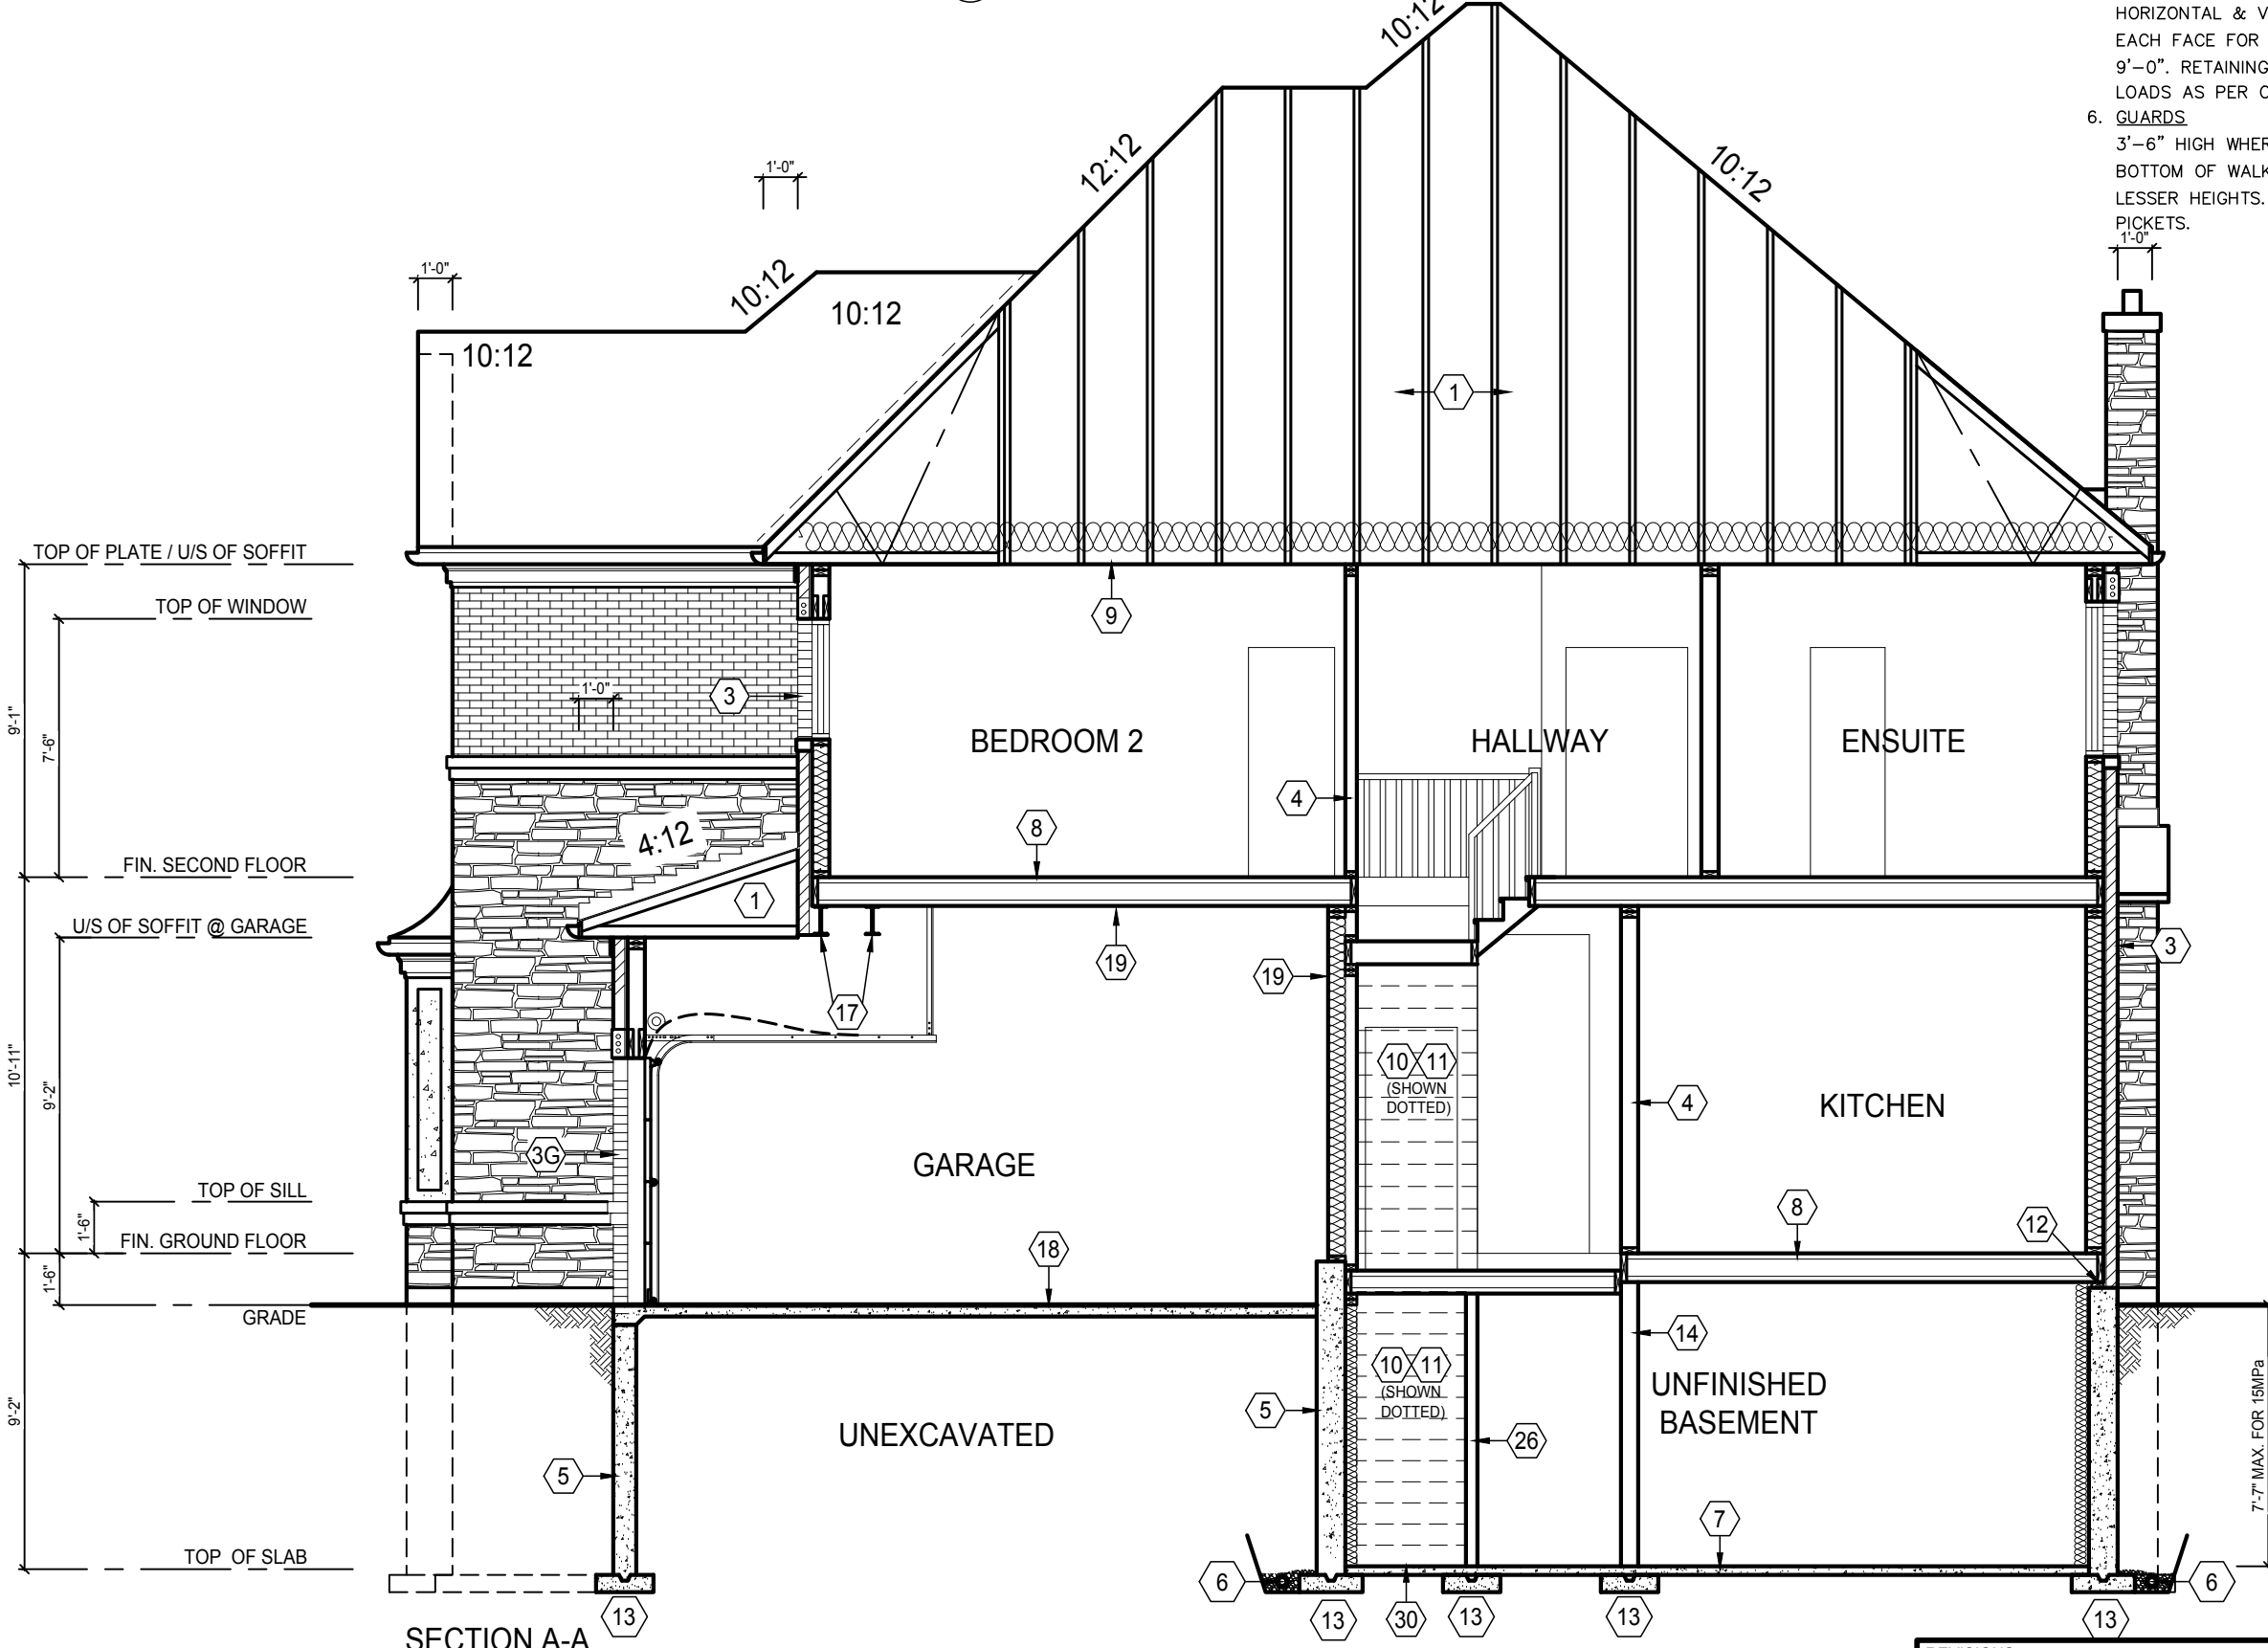 HORIZONTAL & V
EACH FACE FOR
9'-0". RETAINING
LOADS AS PER
6. GUARDS
3'-6" HIGH WHER
BOTTOM OF WALK
LESSER HEIGHTS.
PICKETS.
10:12
12:12
10:12
1'-0"
1'-0"
1'-0"
10:12
10:12
10:12
1
TOP OF PLATE / U/S OF SOFFIT
TOP OF WINDOW
9
3
1'-0"
9'-1"
7'-6"
BEDROOM 2
HALLWAY
ENSUITE
4
8
4:12
FIN. SECOND FLOOR
1
U/S OF SOFFIT @ GARAGE
19
19
3
17
10 11
(SHOWN
DOTTED)
10'-11"
9'-2"
4
KITCHEN
3G
GARAGE
TOP OF SILL
1'-6"
8
12
FIN. GROUND FLOOR
18
1'-6"
GRADE
14
10 11
(SHOWN
DOTTED)
UNFINISHED
BASEMENT
9'-2"
5
UNEXCAVATED
26
5
7'-7" MAX. FOR 15MPa
7
TOP OF SLAB
6
6
13
13
30
13
13
13
SECTION A-A